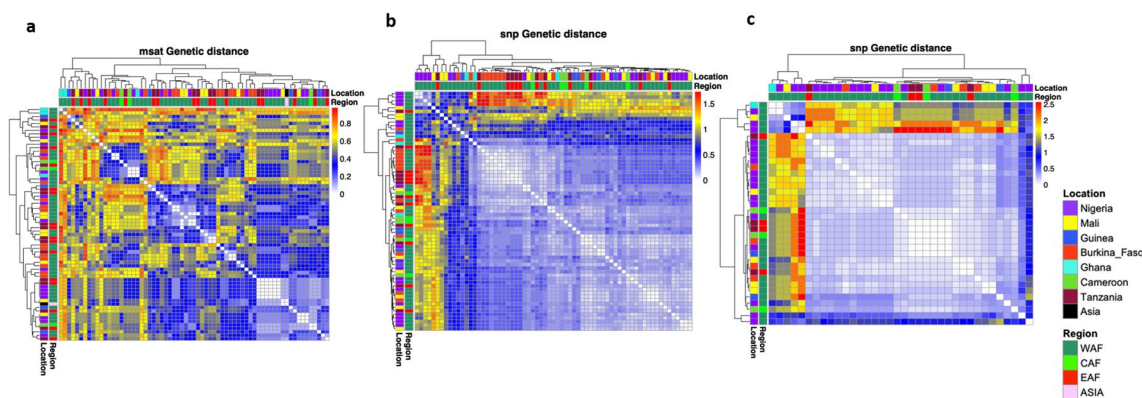 a
msat Genetic distance
Location
Region
0.8
0.6
0.4
0.2
0
Location
Region
b
snp Genetic distance
Location
Region
1.5
1
0.5
0
Location
Region
c
snp Genetic distance
Location
Region
2.5
2
1.5
1
0.5
0
Location
Region
Location
Nigeria
Mali
Guinea
Burkina_Faso
Ghana
Cameroon
Tanzania
Asia
Region
WAF
CAF
EAF
ASIA